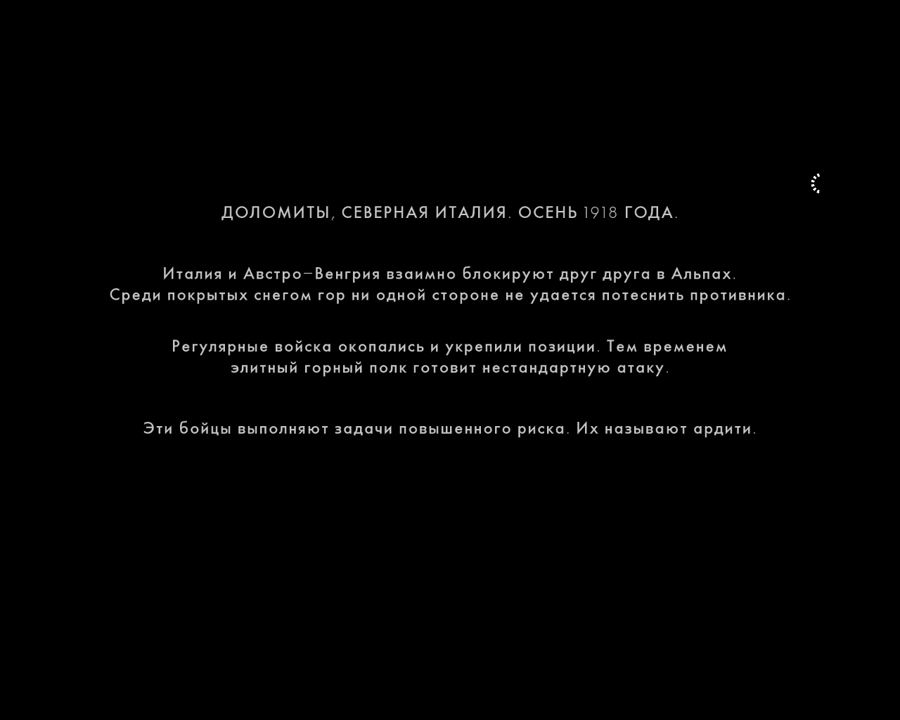 ДОЛОМИТЫ, СЕВЕРНАЯ ИТАЛИЯ. ОСЕНЬ 1918 ГОДА.
Италия и Австро–Венгрия взаимно блокируют друг друга в Альпах.
Среди покрытых снегом гор ни одной стороне не удается потеснить противника.
Регулярные войска окопались и укрепили позиции. Тем временем
элитный горный полк готовит нестандартную атаку.
Эти бойцы выполняют задачи повышенного риска. Их называют ардити.